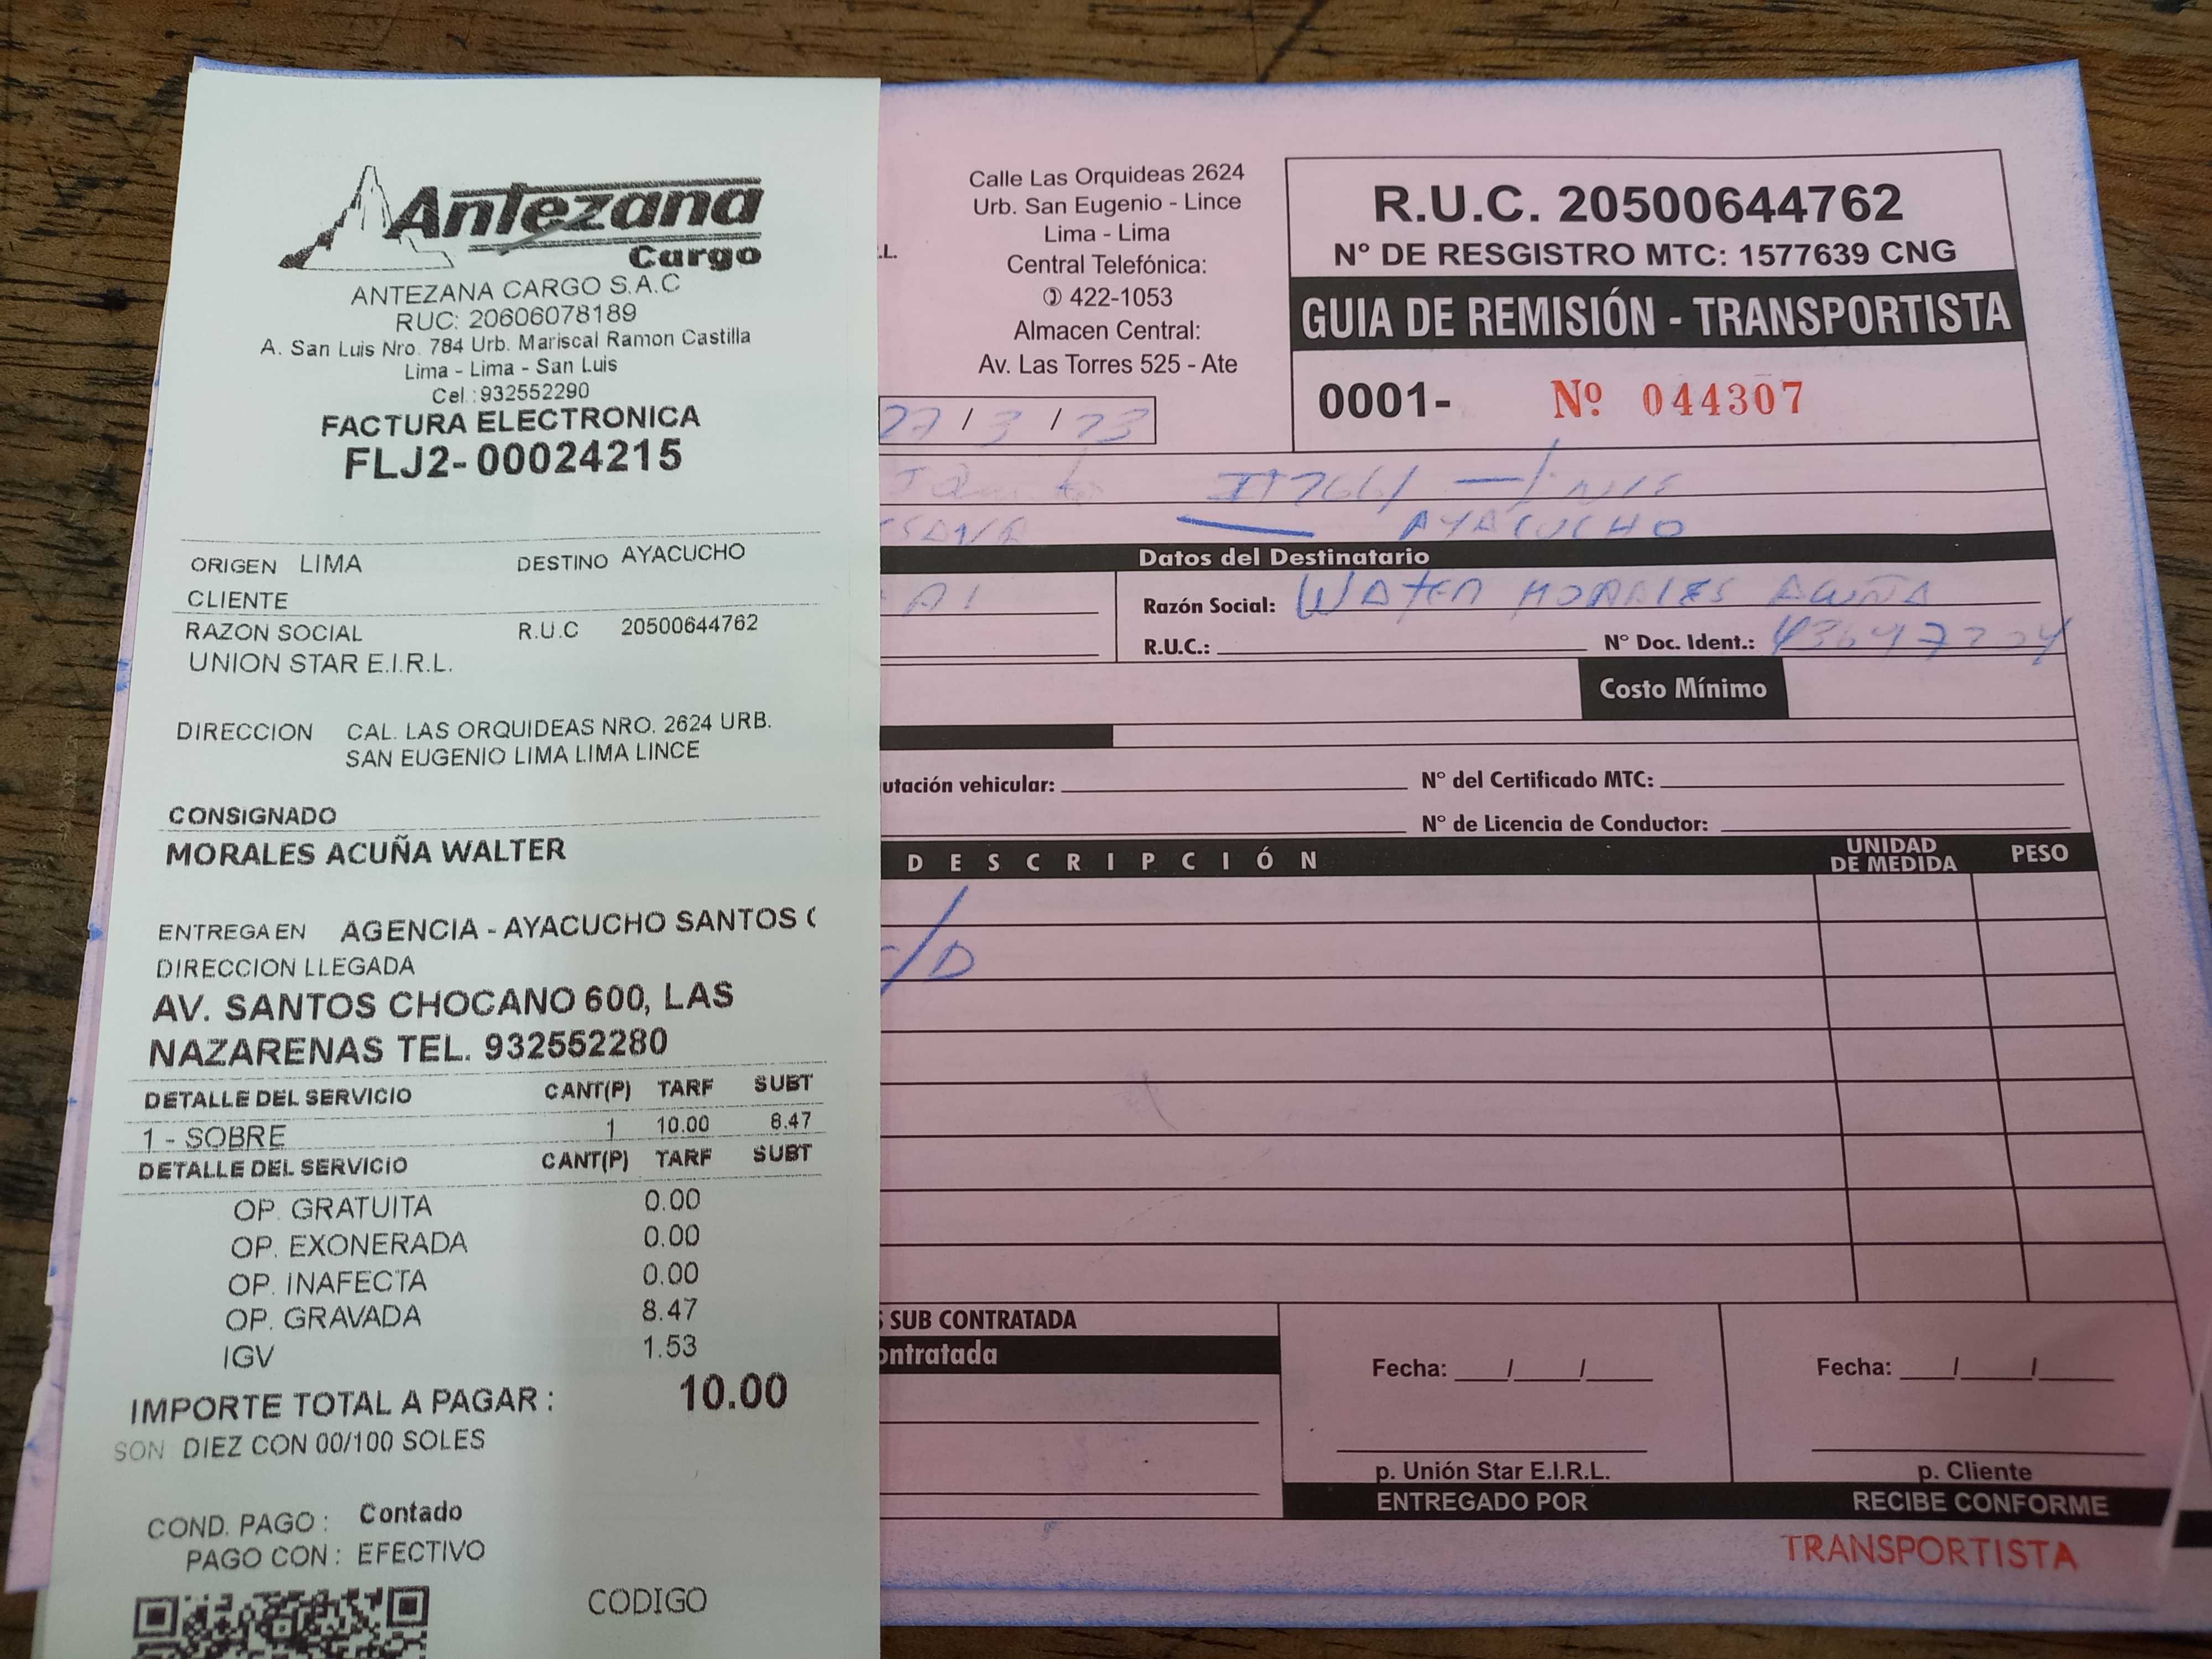 Antezana
Cargo
ANTEZANA CARGO S.A.C
RUC: 20606078189
A. San Luis Nro. 784 Urb. Mariscal Ramon Castilla
Lima - Lima - San Luis
Cel.:932552290
FACTURA ELECTRONICA
FLJ2-00024215
ORIGEN LIMA DESTINO AYACUCHO
CLIENTE
RAZON SOCIAL R.U.C 20500644762
UNION STAR E.I.R.L.
DIRECCION CAL. LAS ORQUIDEAS NRO. 2624 URB.
SAN EUGENIO LIMA LIMA LINCE
CONSIGNADO
MORALES ACUÑA WALTER
ENTREGA EN AGENCIA - AYACUCHO SANTOS
DIRECCION LLEGADA
AV. SANTOS CHOCANO 600, LAS
NAZARENAS TEL. 932552280
DETALLE DEL SERVICIO CANT(P) TARF SUBT
1 - SOBRE 1 10.00 8.47
DETALLE DEL SERVICIO CANT(P) TARF SUBT
OP. GRATUITA 0.00
OP. EXONERADA 0.00
OP. INAFECTA 0.00
OP. GRAVADA 8.47
IGV 1.53
IMPORTE TOTAL A PAGAR : 10.00
SON DIEZ CON 00/100 SOLES
COND. PAGO : Contado
PAGO CON : EFECTIVO
CODIGO
.L.
Calle Las Orquideas 2624
Urb. San Eugenio - Lince
Lima - Lima
Central Telefónica:
422-1053
Almacen Central:
Av. Las Torres 525 - Ate
R.U.C. 20500644762
N° DE RESGISTRO MTC: 1577639 CNG
GUIA DE REMISIÓN - TRANSPORTISTA
0001- Nº 044307
27 / 3 / 23
AYACUCHO
Datos del Destinatario
Razón Social: WATER MORALES ACUÑA
R.U.C.: N° Doc. Ident.:
Costo Mínimo
utación vehicular: N° del Certificado MTC:
N° de Licencia de Conductor:
DESCRIPCIÓN UNIDAD DE MEDIDA PESO
/D
SUB CONTRATADA
ontratada
Fecha: / / Fecha: / /
p. Unión Star E.I.R.L. p. Cliente
ENTREGADO POR RECIBE CONFORME
TRANSPORTISTA